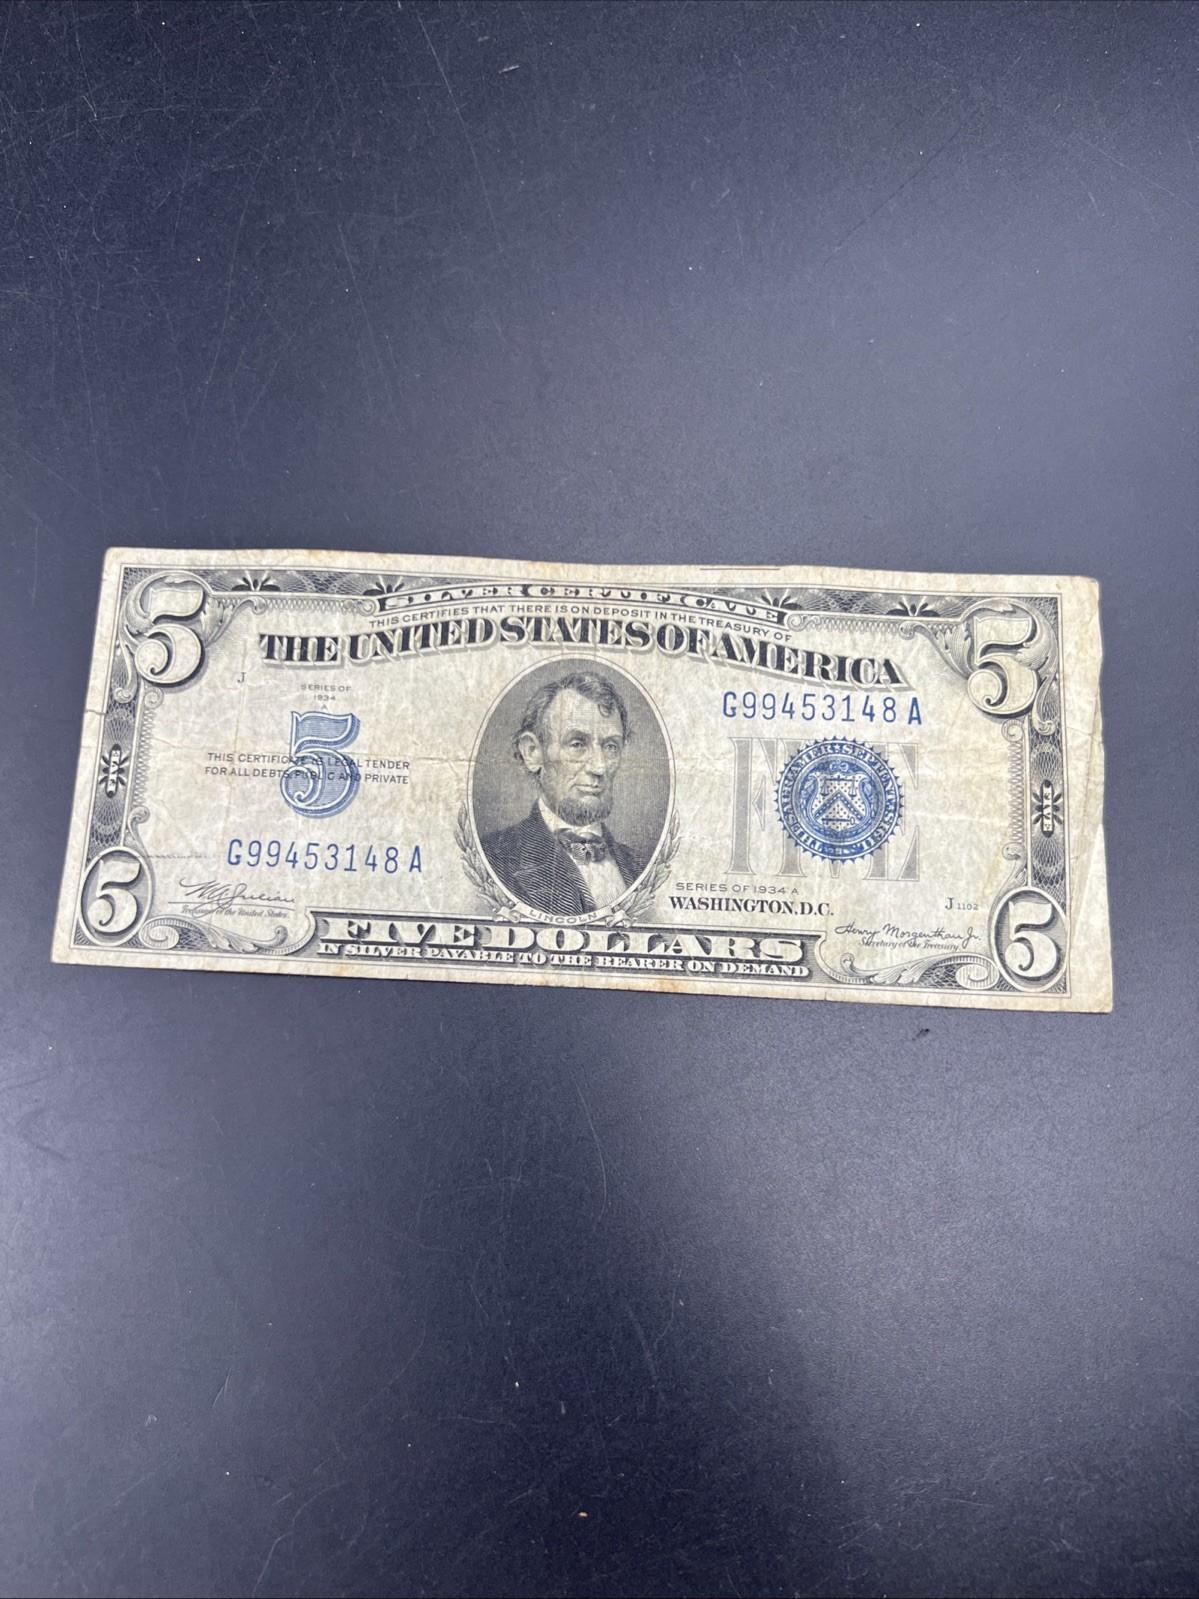 5
SILVER CERTIFICATE
5
THIS CERTIFIES THAT THERE IS ON DEPOSIT IN THE TREASURY OF
THE UNITED STATES OF AMERICA
J
SERIES OF
1934
A
G99453148A
5
THIS CERTIFICATE IS LEGAL TENDER
FOR ALL DEBTS, PUBLIC AND PRIVATE
FIVE
FIVE
FIVE
G99453148A
SERIES OF 1934 A
WASHINGTON, D.C.
J 1102
W. A. Julian
Treasurer of the United States.
Henry Morgenthau Jr.
Secretary of the Treasury.
LINCOLN
5
FIVE DOLLARS
5
IN SILVER PAYABLE TO THE BEARER ON DEMAND